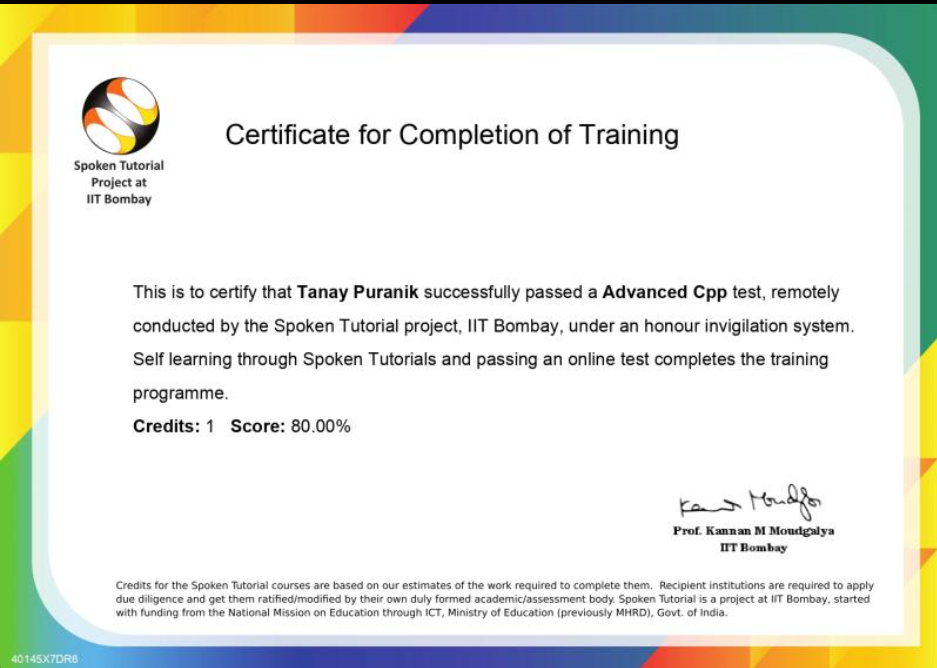 Spoken Tutorial
Project at
IIT Bombay
Certificate for Completion of Training
This is to certify that Tanay Puranik successfully passed a Advanced Cpp test, remotely
conducted by the Spoken Tutorial project, IIT Bombay, under an honour invigilation system.
Self learning through Spoken Tutorials and passing an online test completes the training
programme.
Credits: 1 Score: 80.00%
Prof. Kannan M Moudgalya
IIT Bombay
Credits for the Spoken Tutorial courses are based on our estimates of the work required to complete them. Recipient institutions are required to apply
due diligence and get them ratified/modified by their own duly formed academic/assessment body. Spoken Tutorial is a project at IIT Bombay, started
with funding from the National Mission on Education through ICT, Ministry of Education (previously MHRD), Govt. of India.
40145X7DR6